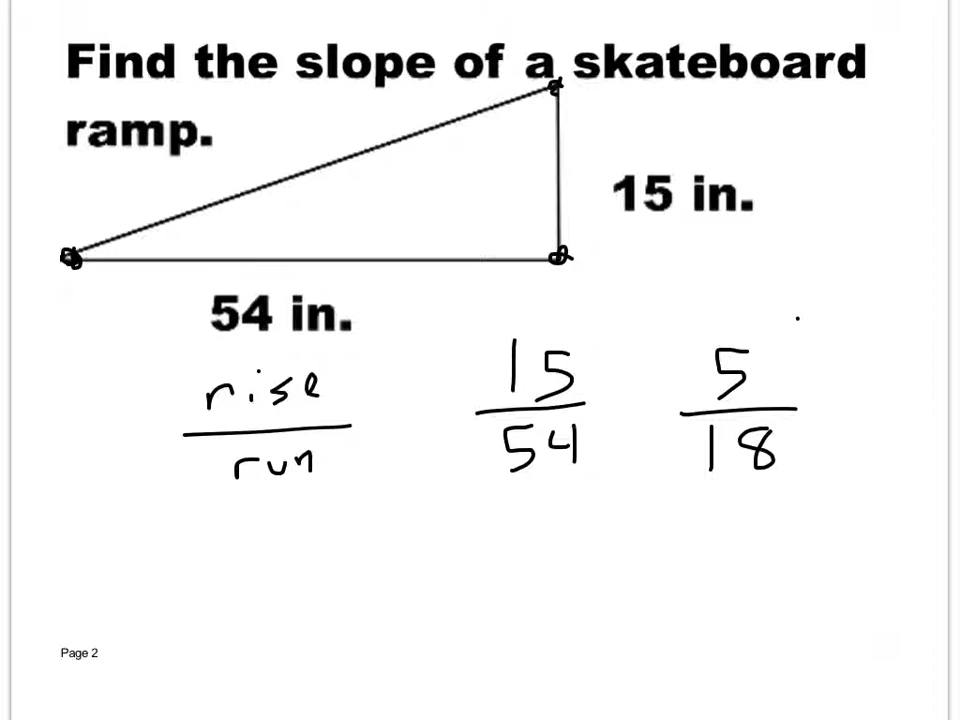 Find the slope of a skateboard
ramp.
15 in.
54 in.
rise
run
15
54
5
18
Page 2